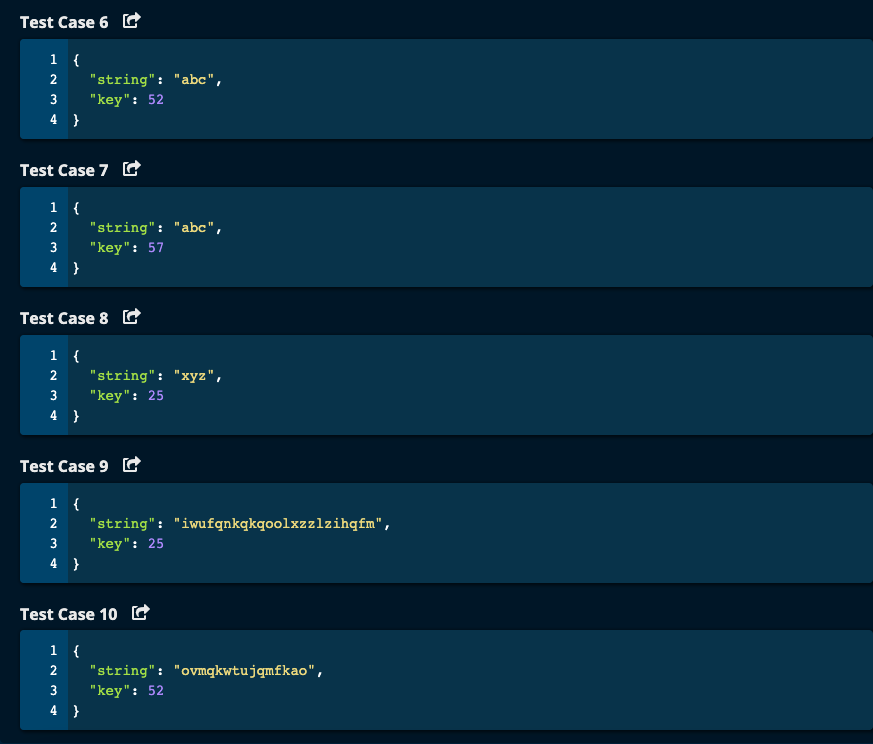 Test Case 6
1 {
2   "string": "abc",
3   "key": 52
4 }
Test Case 7
1 {
2   "string": "abc",
3   "key": 57
4 }
Test Case 8
1 {
2   "string": "xyz",
3   "key": 25
4 }
Test Case 9
1 {
2   "string": "iwufqnkqkqoolxzzlzihqfm",
3   "key": 25
4 }
Test Case 10
1 {
2   "string": "ovmqkwtujqmfkao",
3   "key": 52
4 }